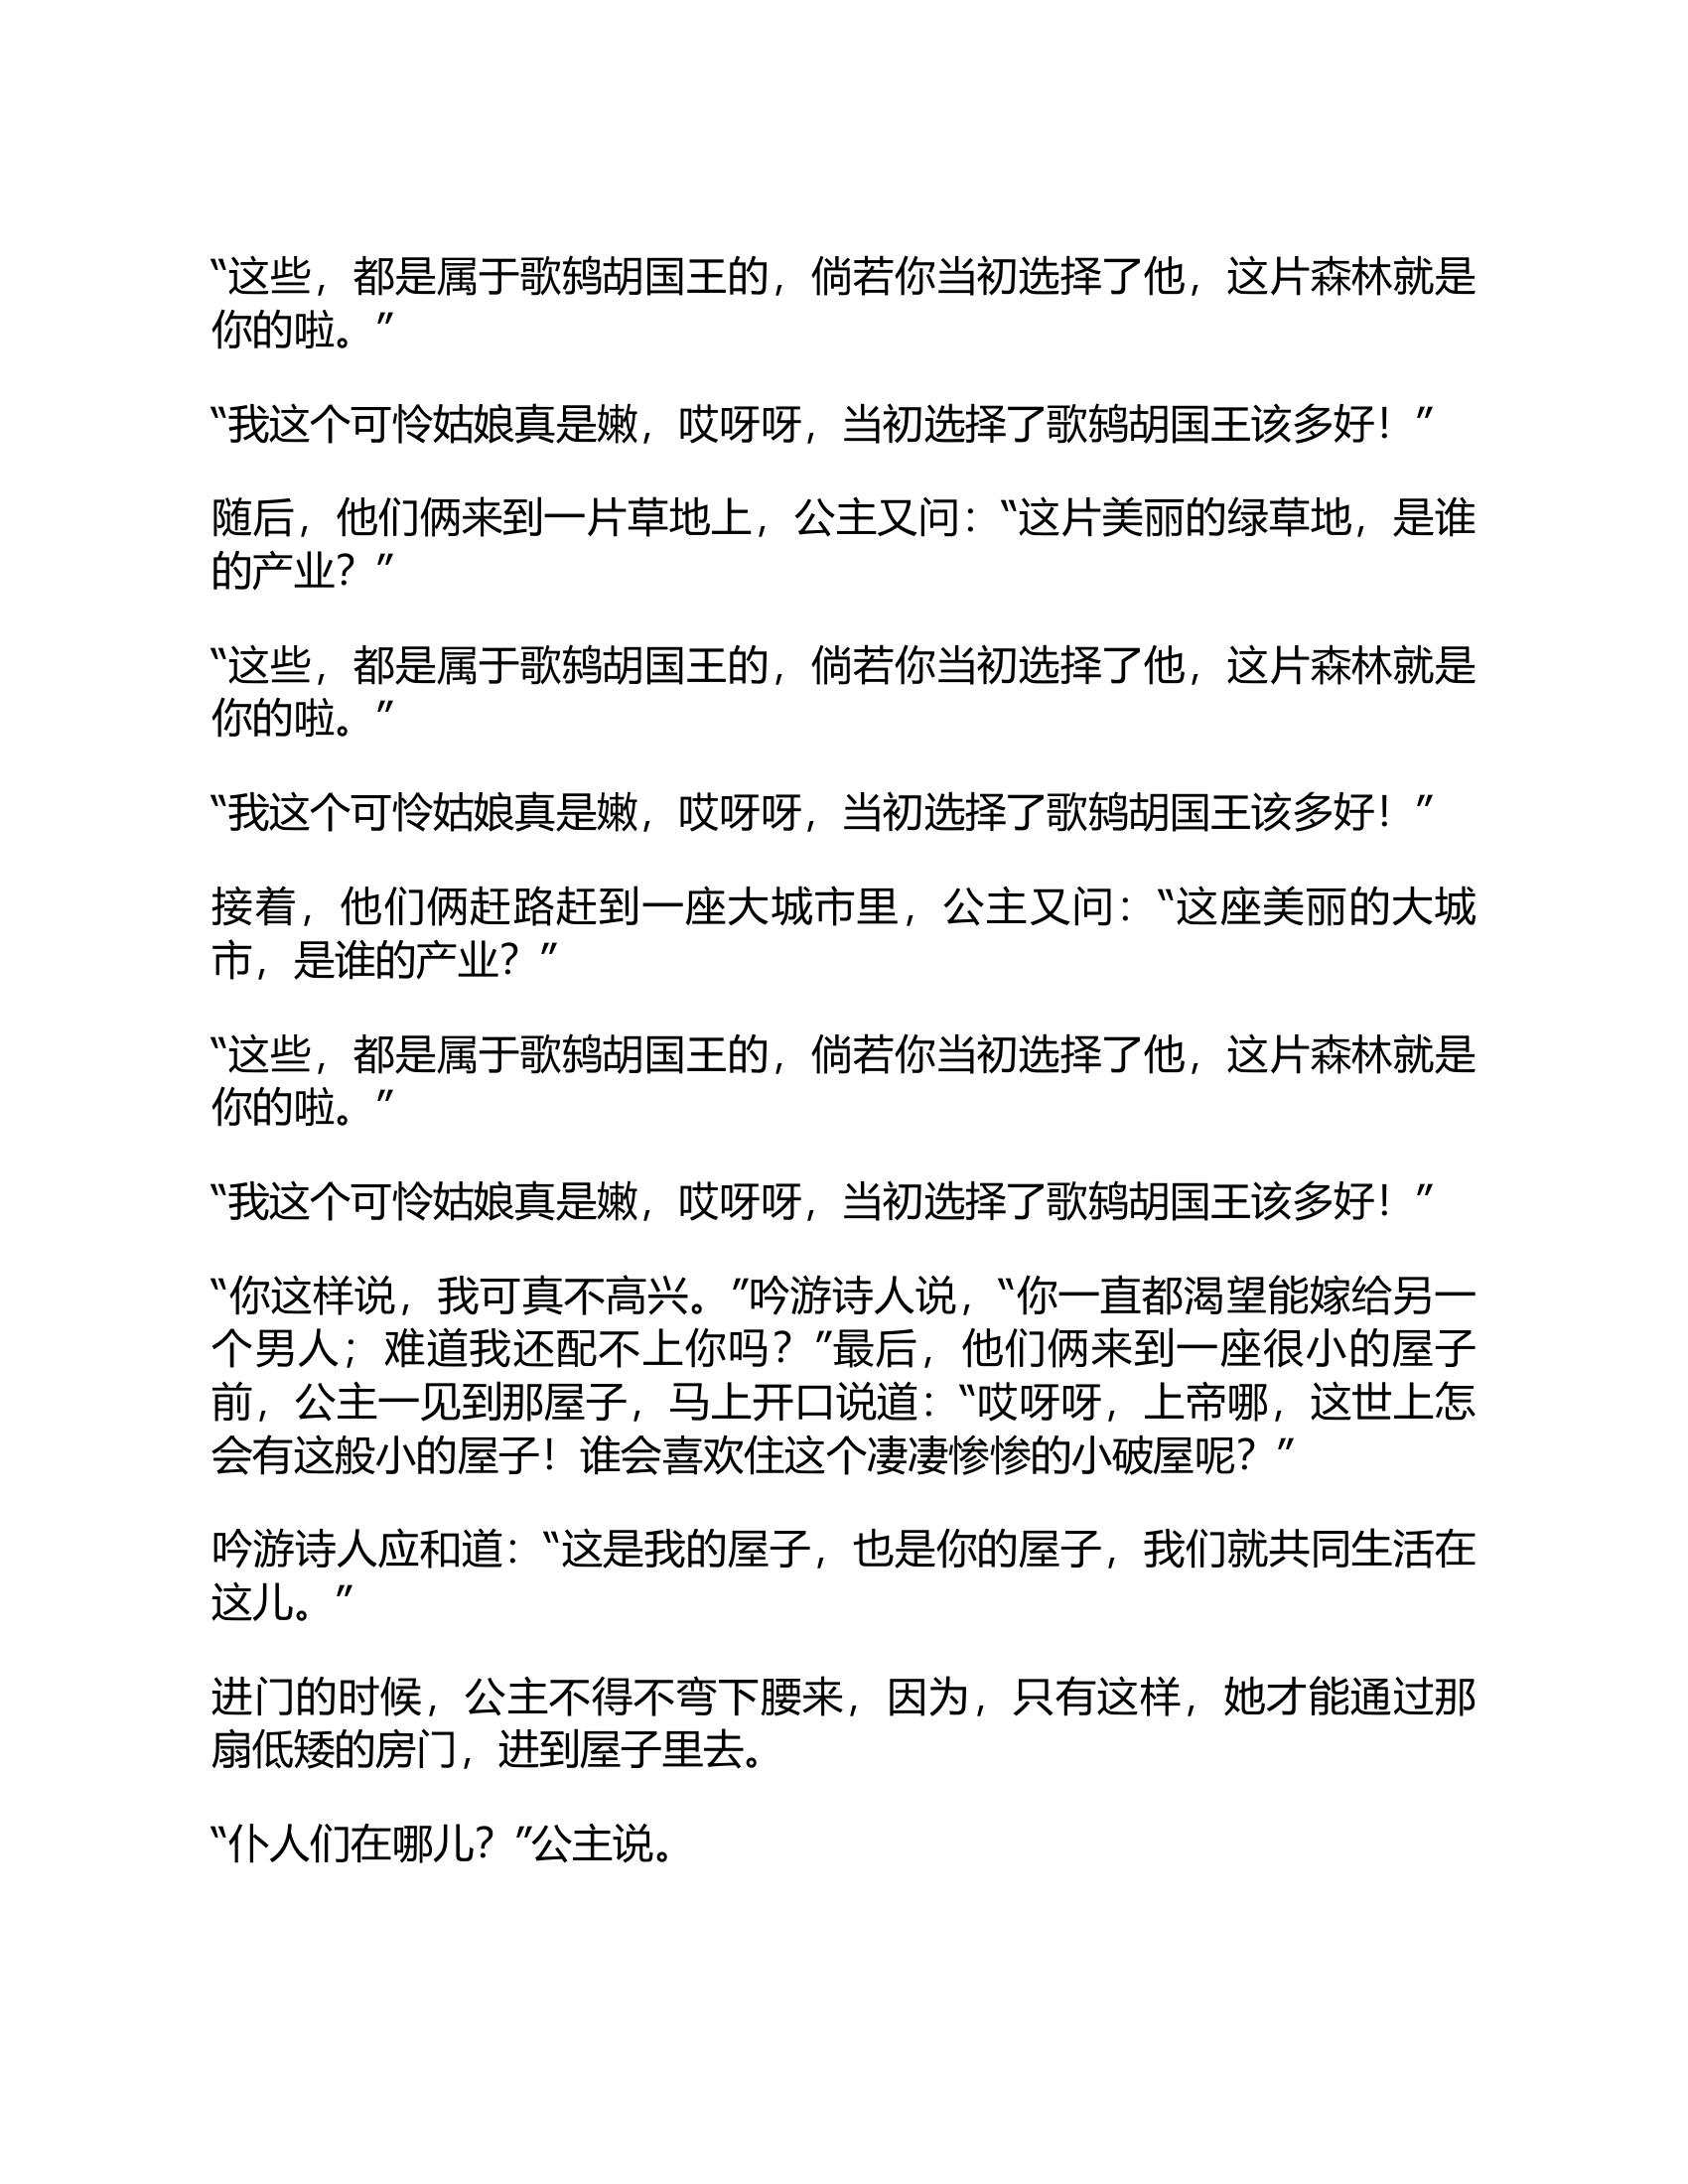 “这些，都是属于歌鸫胡国王的，倘若你当初选择了他，这片森林就是
你的啦。”
“我这个可怜姑娘真是嫩，哎呀呀，当初选择了歌鸫胡国王该多好！”
随后，他们俩来到一片草地上，公主又问：“这片美丽的绿草地，是谁
的产业？”
“这些，都是属于歌鸫胡国王的，倘若你当初选择了他，这片森林就是
你的啦。”
“我这个可怜姑娘真是嫩，哎呀呀，当初选择了歌鸫胡国王该多好！”
接着，他们俩赶路赶到一座大城市里，公主又问：“这座美丽的大城
市，是谁的产业？”
“这些，都是属于歌鸫胡国王的，倘若你当初选择了他，这片森林就是
你的啦。”
“我这个可怜姑娘真是嫩，哎呀呀，当初选择了歌鸫胡国王该多好！”
“你这样说，我可真不高兴。”吟游诗人说，“你一直都渴望能嫁给另一
个男人；难道我还配不上你吗？”最后，他们俩来到一座很小的屋子
前，公主一见到那屋子，马上开口说道：“哎呀呀，上帝哪，这世上怎
会有这般小的屋子！谁会喜欢住这个凄凄惨惨的小破屋呢？”
吟游诗人应和道：“这是我的屋子，也是你的屋子，我们就共同生活在
这儿。”
进门的时候，公主不得不弯下腰来，因为，只有这样，她才能通过那
扇低矮的房门，进到屋子里去。
“仆人们在哪儿？”公主说。